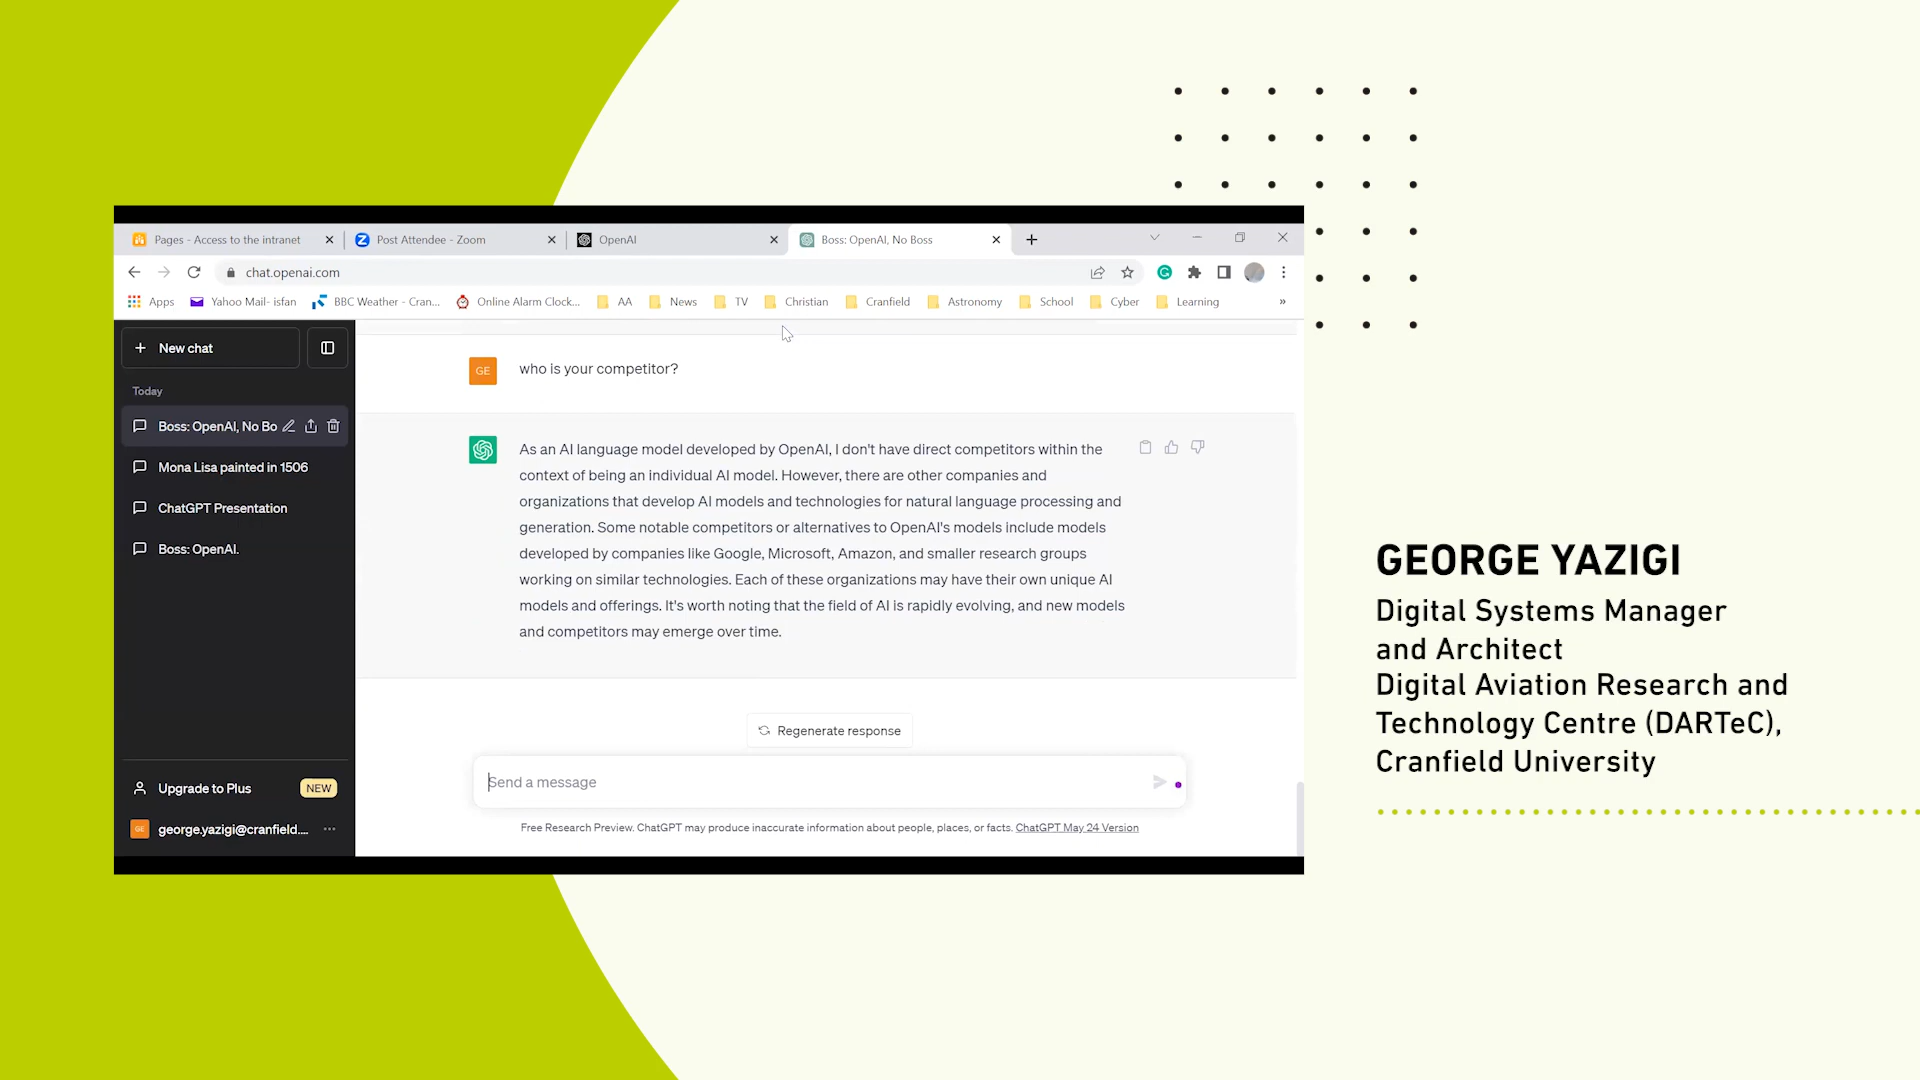 Pages - Access to the intranet
Post Attendee - Zoom
OpenAI
Boss: OpenAI, No Boss
chat.openai.com
Apps
Yahoo Mail- isfan
BBC Weather - Cran...
Online Alarm Clock...
AA
News
TV
Christian
Cranfield
Astronomy
School
Cyber
Learning
»
New chat
Today
Boss: OpenAI, No Bo
Mona Lisa painted in 1506
ChatGPT Presentation
Boss: OpenAI.
Upgrade to Plus
NEW
GE
george.yazigi@cranfield....
GE
who is your competitor?
As an AI language model developed by OpenAI, I don't have direct competitors within the
context of being an individual AI model. However, there are other companies and
organizations that develop AI models and technologies for natural language processing and
generation. Some notable competitors or alternatives to OpenAI's models include models
developed by companies like Google, Microsoft, Amazon, and smaller research groups
working on similar technologies. Each of these organizations may have their own unique AI
models and offerings. It's worth noting that the field of AI is rapidly evolving, and new models
and competitors may emerge over time.
Regenerate response
Send a message
Free Research Preview. ChatGPT may produce inaccurate information about people, places, or facts. ChatGPT May 24 Version
GEORGE YAZIGI
Digital Systems Manager
and Architect
Digital Aviation Research and
Technology Centre (DARTeC),
Cranfield University